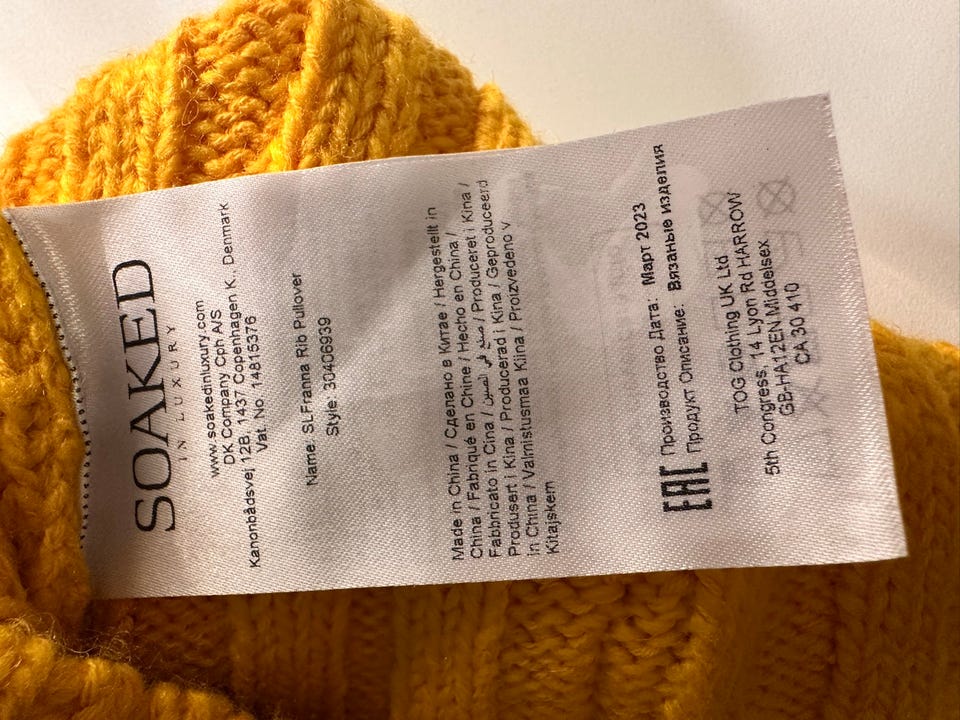 SOAKED
IN LUXURY
www.soakedinluxury.com
DK Company Cph A/S
Kanonbådsvej 12B, 1437 Copenhagen K., Denmark
Vat. No. 14815376
Name: SLFranna Rib Pullover
Style: 30406939
Made in China / Сделано в Китае / Hergestellt in
China / Fabriqué en Chine / Hecho en China /
Fabbricato in Cina / صنع في الصين / Produceret i Kina /
Produsert i Kina / Producerad i Kina / Geproduceerd
in China / Valmistusmaa Kiina / Proizvedeno v
Kitajskem
EAC
Производство Дата: Март 2023
Продукт Описание: Вязаные изделия
TOG Clothing UK Ltd
5th Congress, 14 Lyon Rd HARROW
GB-HA12EN Middelsex
CA 30 410